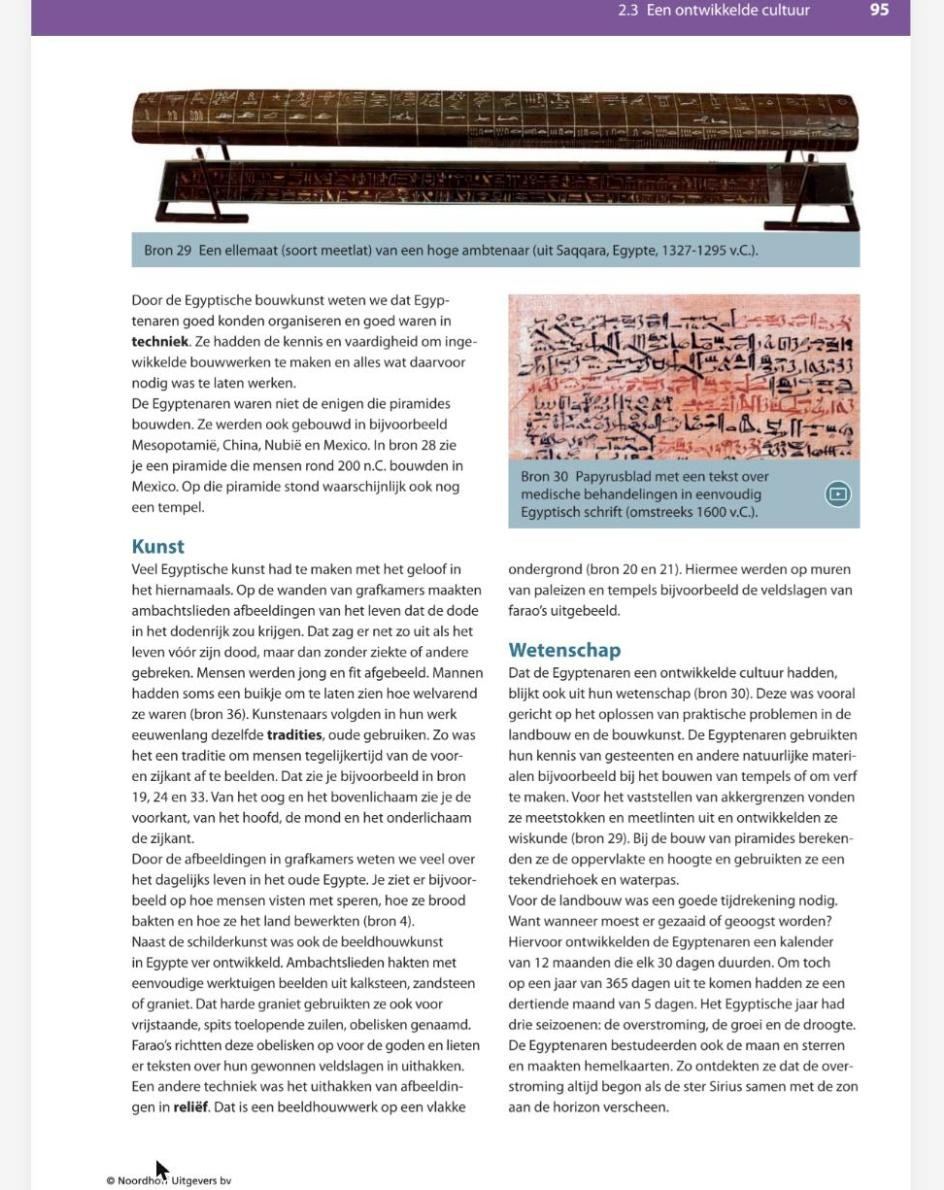 2.3 Een ontwikkelde cultuur
95
Bron 29 Een ellemaat (soort meetlat) van een hoge ambtenaar (uit Saqqara, Egypte, 1327-1295 v.C.).
Door de Egyptische bouwkunst weten we dat Egyp-
tenaren goed konden organiseren en goed waren in
techniek. Ze hadden de kennis en vaardigheid om inge-
wikkelde bouwwerken te maken en alles wat daarvoor
nodig was te laten werken.
De Egyptenaren waren niet de enigen die piramides
bouwden. Ze werden ook gebouwd in bijvoorbeeld
Mesopotamië, China, Nubië en Mexico. In bron 28 zie
je een piramide die mensen rond 200 n.C. bouwden in
Mexico. Op die piramide stond waarschijnlijk ook nog
een tempel.
Kunst
Veel Egyptische kunst had te maken met het geloof in
het hiernamaals. Op de wanden van grafkamers maakten
ambachtslieden afbeeldingen van het leven dat de dode
in het dodenrijk zou krijgen. Dat zag er net zo uit als het
leven vóór zijn dood, maar dan zonder ziekte of andere
gebreken. Mensen werden jong en fit afgebeeld. Mannen
hadden soms een buikje om te laten zien hoe welvarend
ze waren (bron 36). Kunstenaars volgden in hun werk
eeuwenlang dezelfde tradities, oude gebruiken. Zo was
het een traditie om mensen tegelijkertijd van de voor-
en zijkant af te beelden. Dat zie je bijvoorbeeld in bron
19, 24 en 33. Van het oog en het bovenlichaam zie je de
voorkant, van het hoofd, de mond en het onderlichaam
de zijkant.
Door de afbeeldingen in grafkamers weten we veel over
het dagelijks leven in het oude Egypte. Je ziet er bijvoor-
beeld op hoe mensen visten met speren, hoe ze brood
bakten en hoe ze het land bewerkten (bron 4).
Naast de schilderkunst was ook de beeldhouwkunst
in Egypte ver ontwikkeld. Ambachtslieden hakten met
eenvoudige werktuigen beelden uit kalksteen, zandsteen
of graniet. Dat harde graniet gebruikten ze ook voor
vrijstaande, spits toelopende zuilen, obelisken genaamd.
Farao's richtten deze obelisken op voor de goden en lieten
er teksten over hun gewonnen veldslagen in uithakken.
Een andere techniek was het uithakken van afbeeldin-
gen in reliëf. Dat is een beeldhouwwerk op een vlakke
Bron 30 Papyrusblad met een tekst over
medische behandelingen in eenvoudig
Egyptisch schrift (omstreeks 1600 v.C.).
ondergrond (bron 20 en 21). Hiermee werden op muren
van paleizen en tempels bijvoorbeeld de veldslagen van
farao's uitgebeeld.
Wetenschap
Dat de Egyptenaren een ontwikkelde cultuur hadden,
blijkt ook uit hun wetenschap (bron 30). Deze was vooral
gericht op het oplossen van praktische problemen in de
landbouw en de bouwkunst. De Egyptenaren gebruikten
hun kennis van gesteenten en andere natuurlijke materi-
alen bijvoorbeeld bij het bouwen van tempels of om verf
te maken. Voor het vaststellen van akkergrenzen vonden
ze meetstokken en meetlinten uit en ontwikkelden ze
wiskunde (bron 29). Bij de bouw van piramides bereken-
den ze de oppervlakte en hoogte en gebruikten ze een
tekendriehoek en waterpas.
Voor de landbouw was een goede tijdrekening nodig.
Want wanneer moest er gezaaid of geoogst worden?
Hiervoor ontwikkelden de Egyptenaren een kalender
van 12 maanden die elk 30 dagen duurden. Om toch
op een jaar van 365 dagen uit te komen hadden ze een
dertiende maand van 5 dagen. Het Egyptische jaar had
drie seizoenen: de overstroming, de groei en de droogte.
De Egyptenaren bestudeerden ook de maan en sterren
en maakten hemelkaarten. Zo ontdekten ze dat de over-
stroming altijd begon als de ster Sirius samen met de zon
aan de horizon verscheen.
© Noordhoff Uitgevers bv